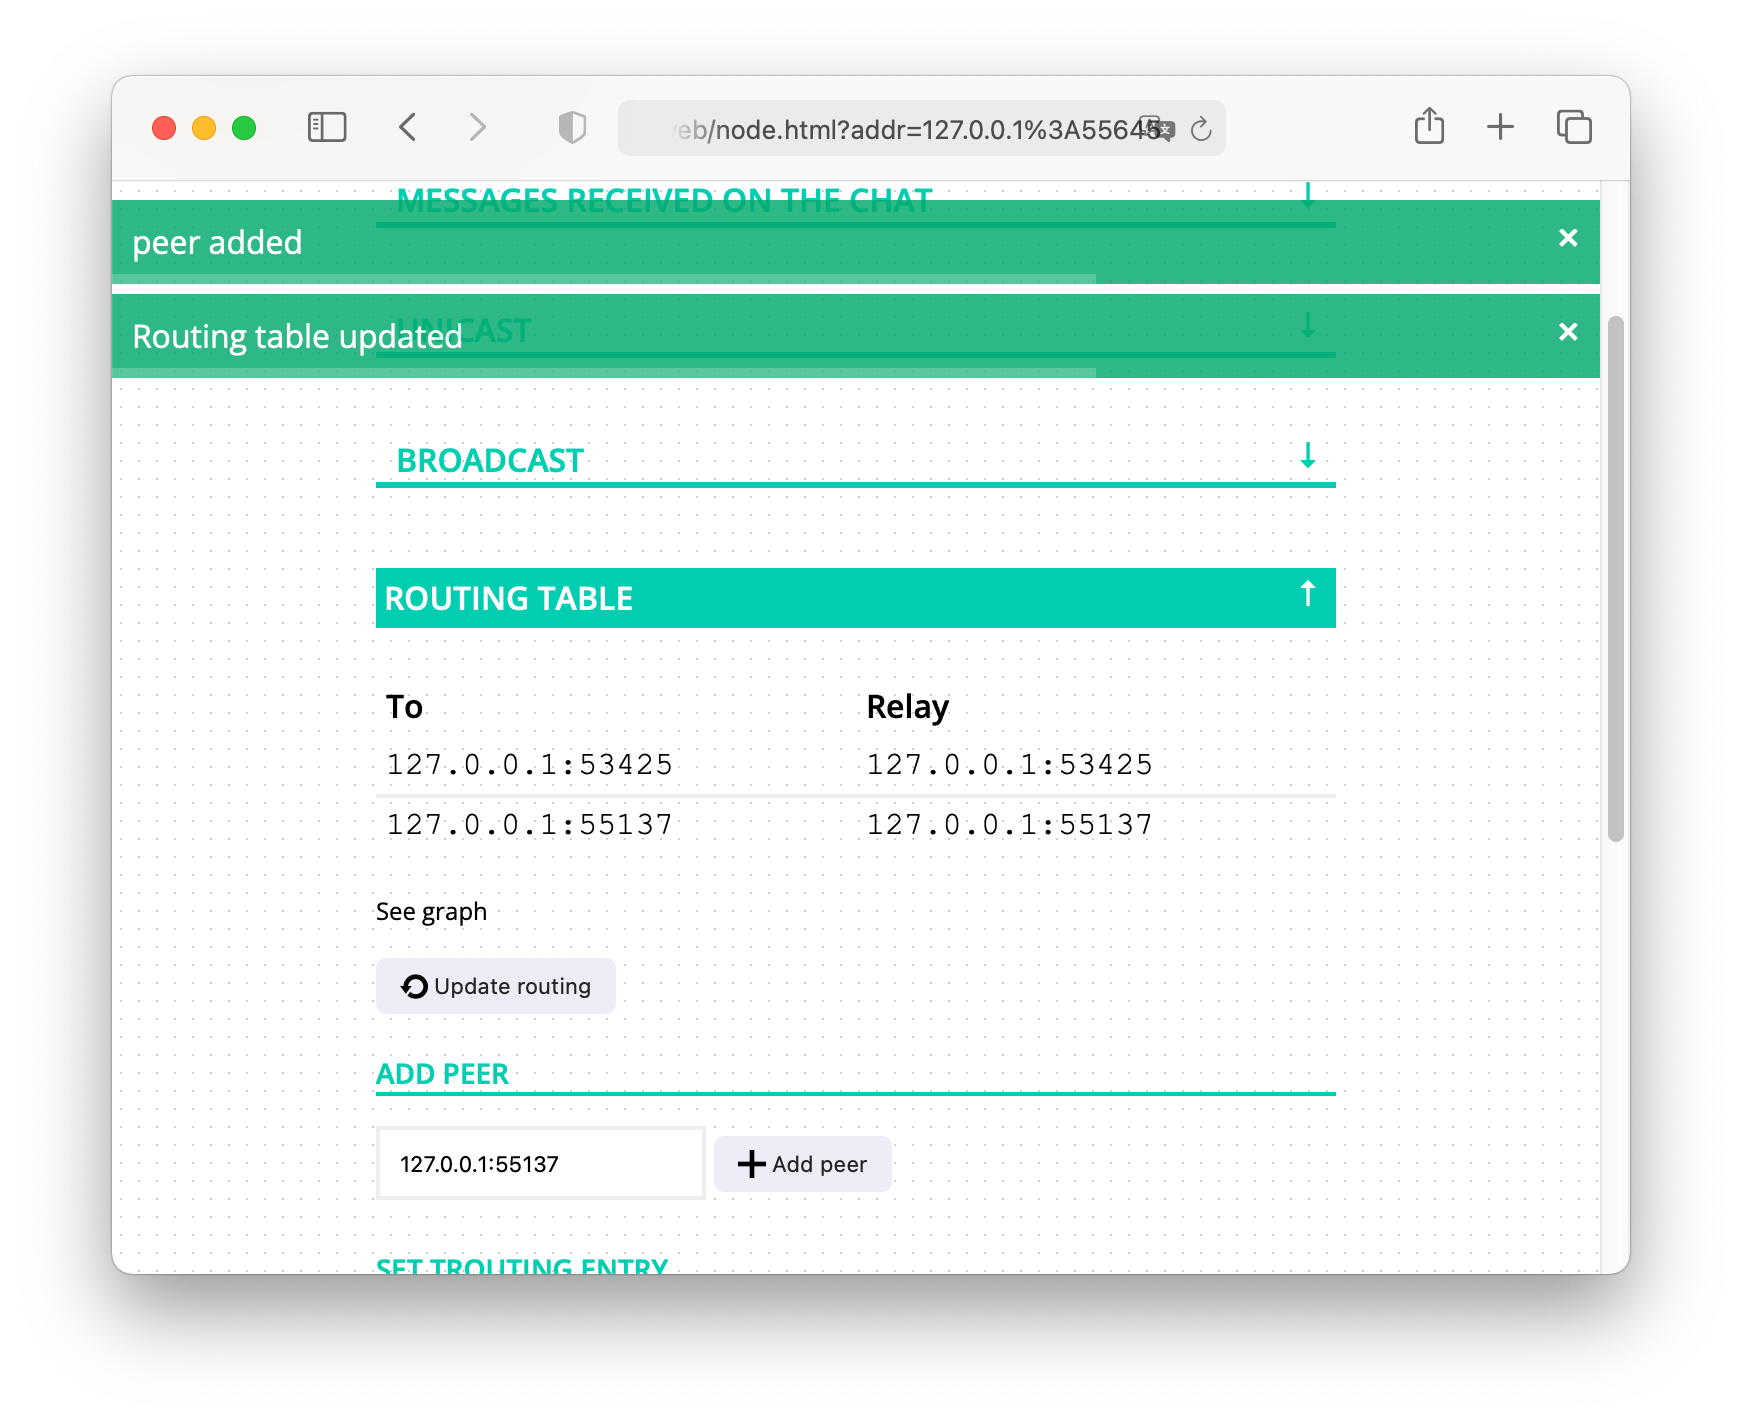 eb/node.html?addr=127.0.0.1%3A55645
MESSAGES RECEIVED ON THE CHAT
peer added
UNICAST
Routing table updated
BROADCAST
ROUTING TABLE
To Relay
127.0.0.1:53425 127.0.0.1:53425
127.0.0.1:55137 127.0.0.1:55137
See graph
Update routing
ADD PEER
127.0.0.1:55137 Add peer
SET TROUTING ENTRY